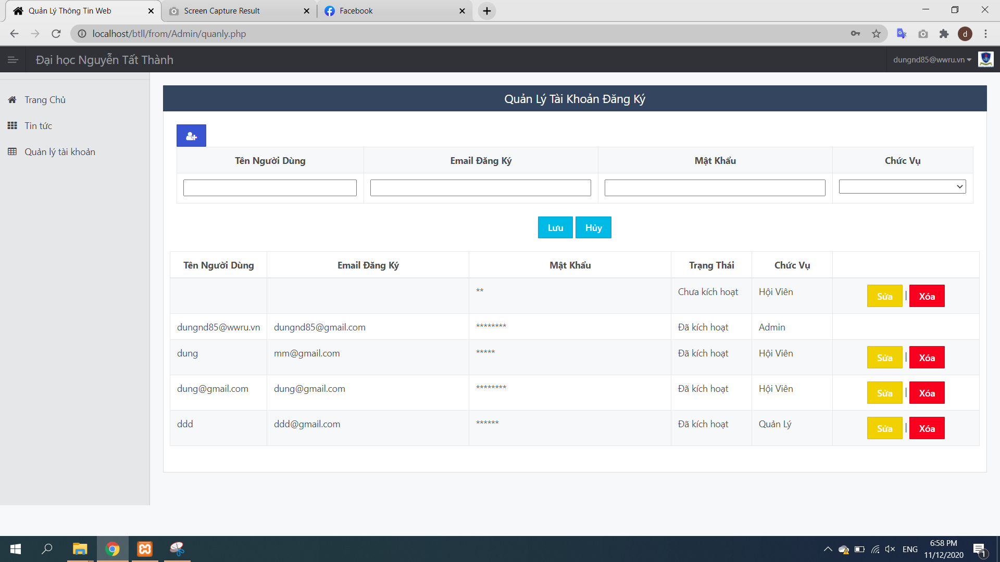 Quản Lý Thông Tin Web
Screen Capture Result
Facebook
localhost/btll/from/Admin/quanly.php
d
Đại học Nguyễn Tất Thành
dungnd85@wwru.vn
Trang Chủ
Tin tức
Quản lý tài khoản
Quản Lý Tài Khoản Đăng Ký
Tên Người Dùng Email Đăng Ký Mật Khẩu Chức Vụ
Lưu Hủy
Tên Người Dùng Email Đăng Ký Mật Khẩu Trạng Thái Chức Vụ
** Chưa kích hoạt Hội Viên Sửa | Xóa
dungnd85@wwru.vn dungnd85@gmail.com ******** Đã kích hoạt Admin
dung mm@gmail.com ***** Đã kích hoạt Hội Viên Sửa | Xóa
dung@gmail.com dung@gmail.com ******** Đã kích hoạt Hội Viên Sửa | Xóa
ddd ddd@gmail.com ****** Đã kích hoạt Quản Lý Sửa | Xóa
ENG
6:58 PM
11/12/2020
1